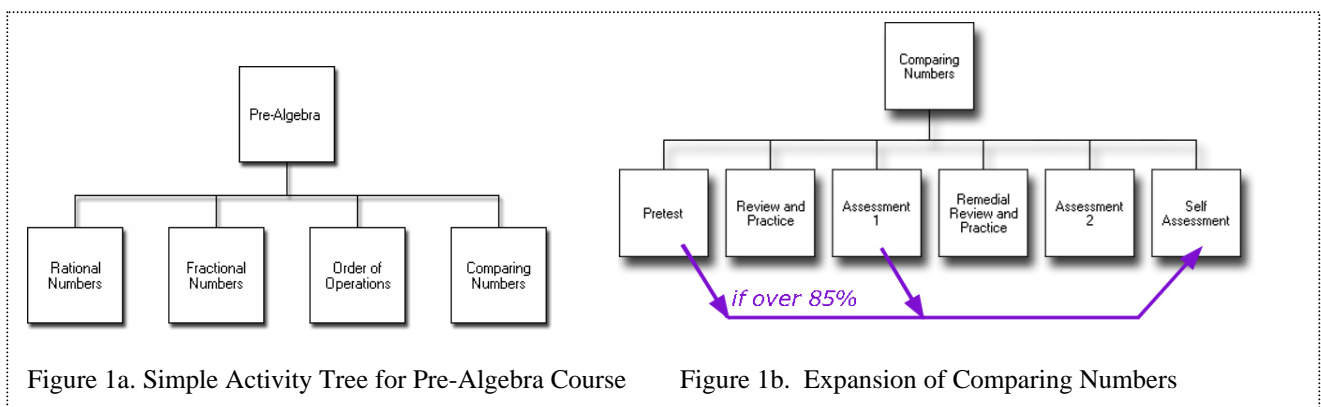 Pre-Algebra
Rational
Numbers
Fractional
Numbers
Order of
Operations
Comparing
Numbers
Figure 1a. Simple Activity Tree for Pre-Algebra Course
Comparing
Numbers
Pretest
Review and
Practice
Assessment
1
Remedial
Review and
Practice
Assessment
2
Self
Assessment
if over 85%
Figure 1b. Expansion of Comparing Numbers